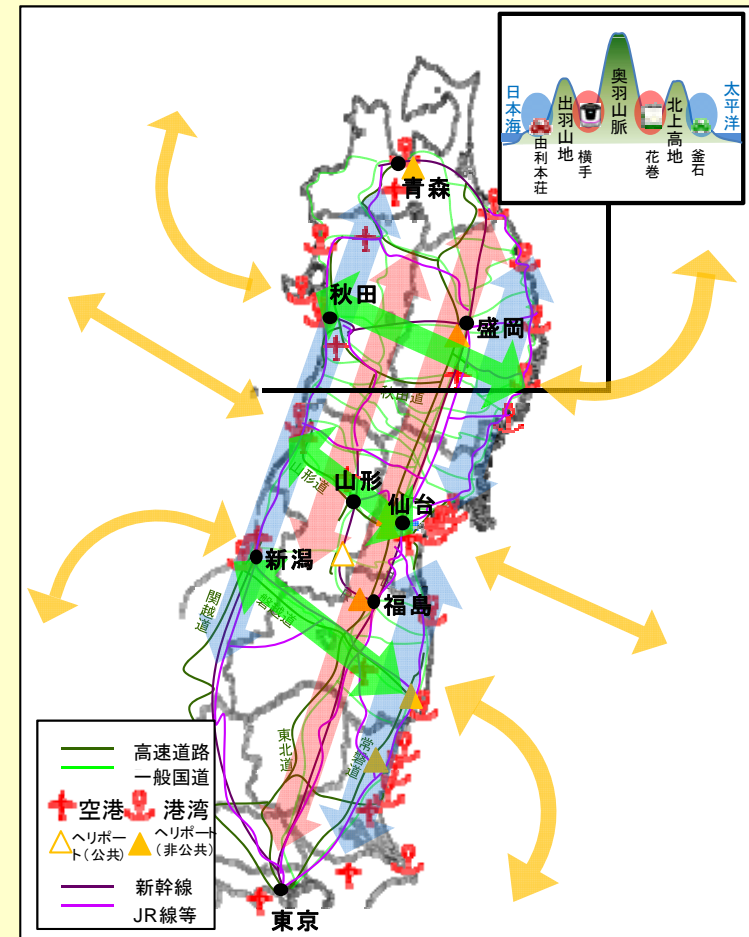 日本海
出羽山地
奥羽山脈
北上高地
太平洋
由利本荘
横手
花巻
釜石
青森
秋田
盛岡
秋田道
山形道
山形
仙台
新潟
福島
関越道
磐越道
東北道
常磐道
東京
高速道路
一般国道
空港
港湾
ヘリポー
ト(公共)
ヘリポート
(非公共)
新幹線
JR線等